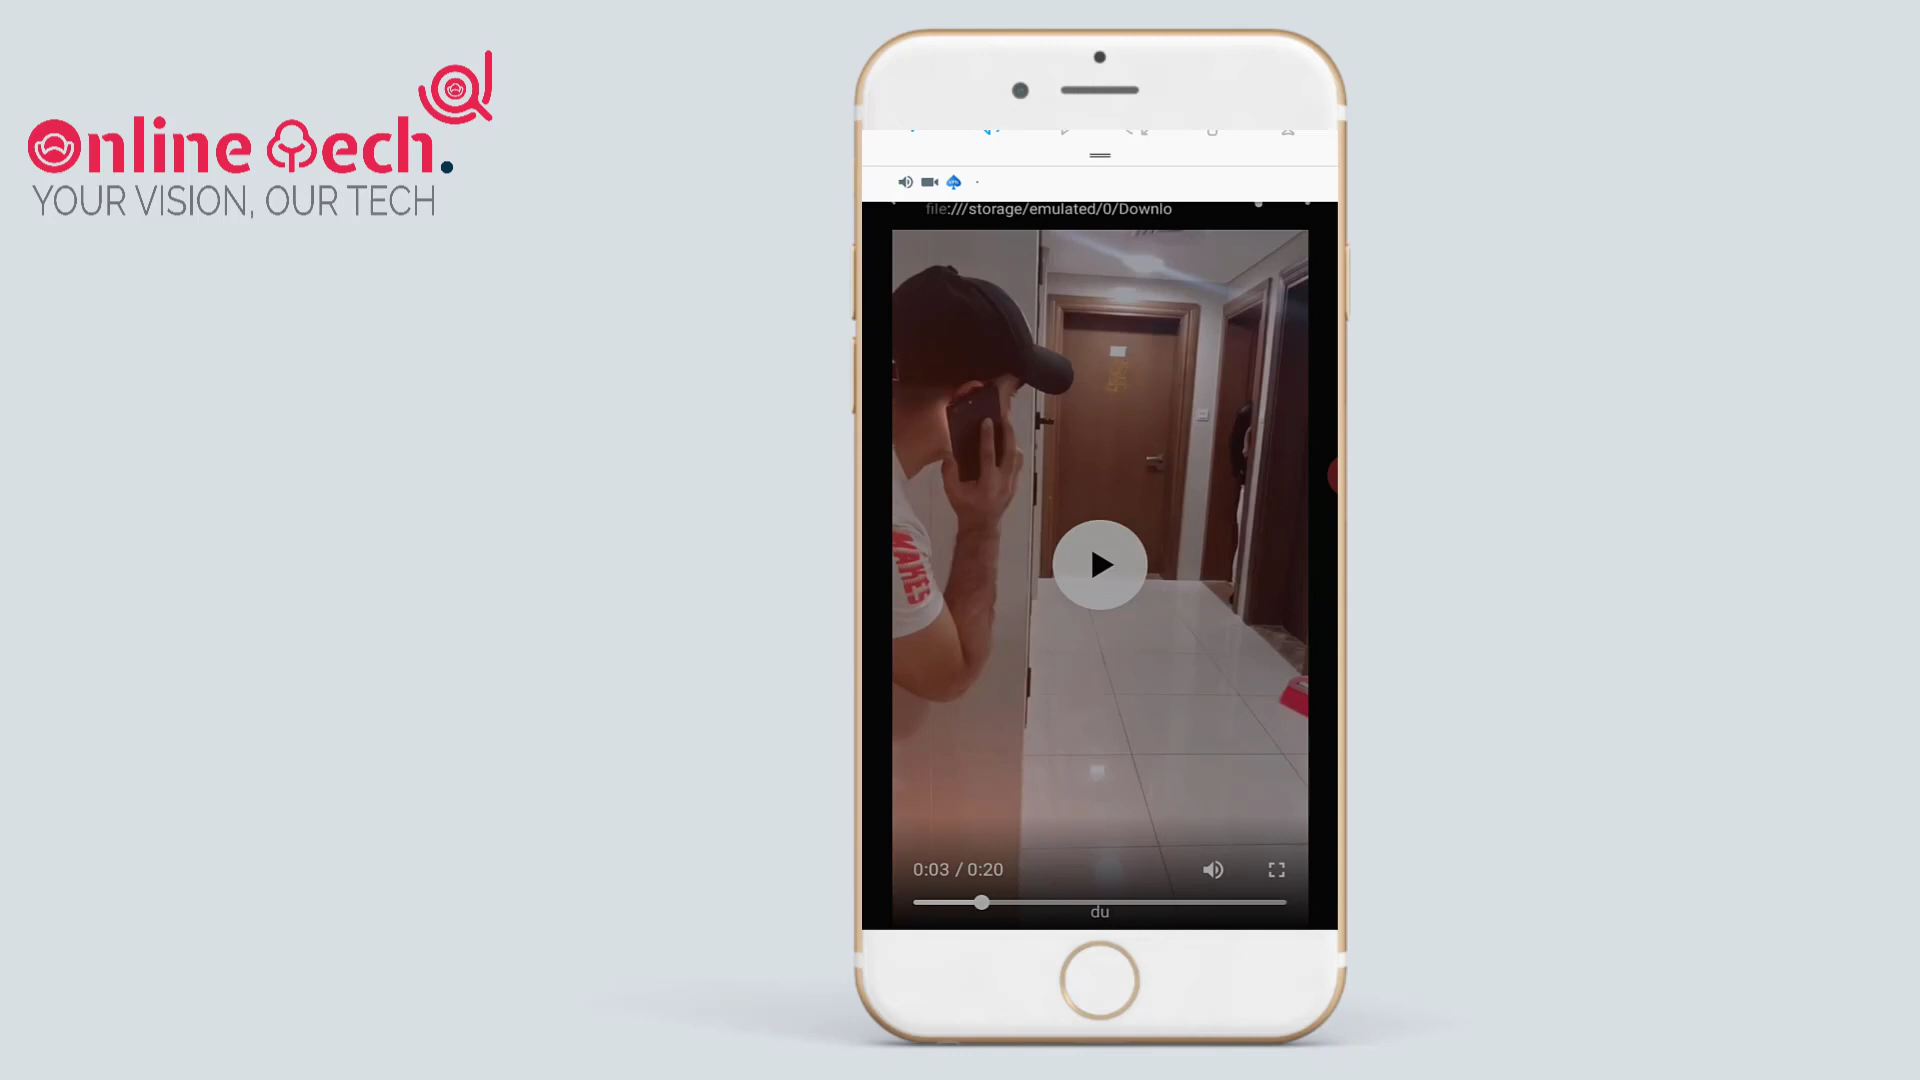 Online Tech.
YOUR VISION, OUR TECH
file:///storage/emulated/0/Downlo
0:03 / 0:20
du